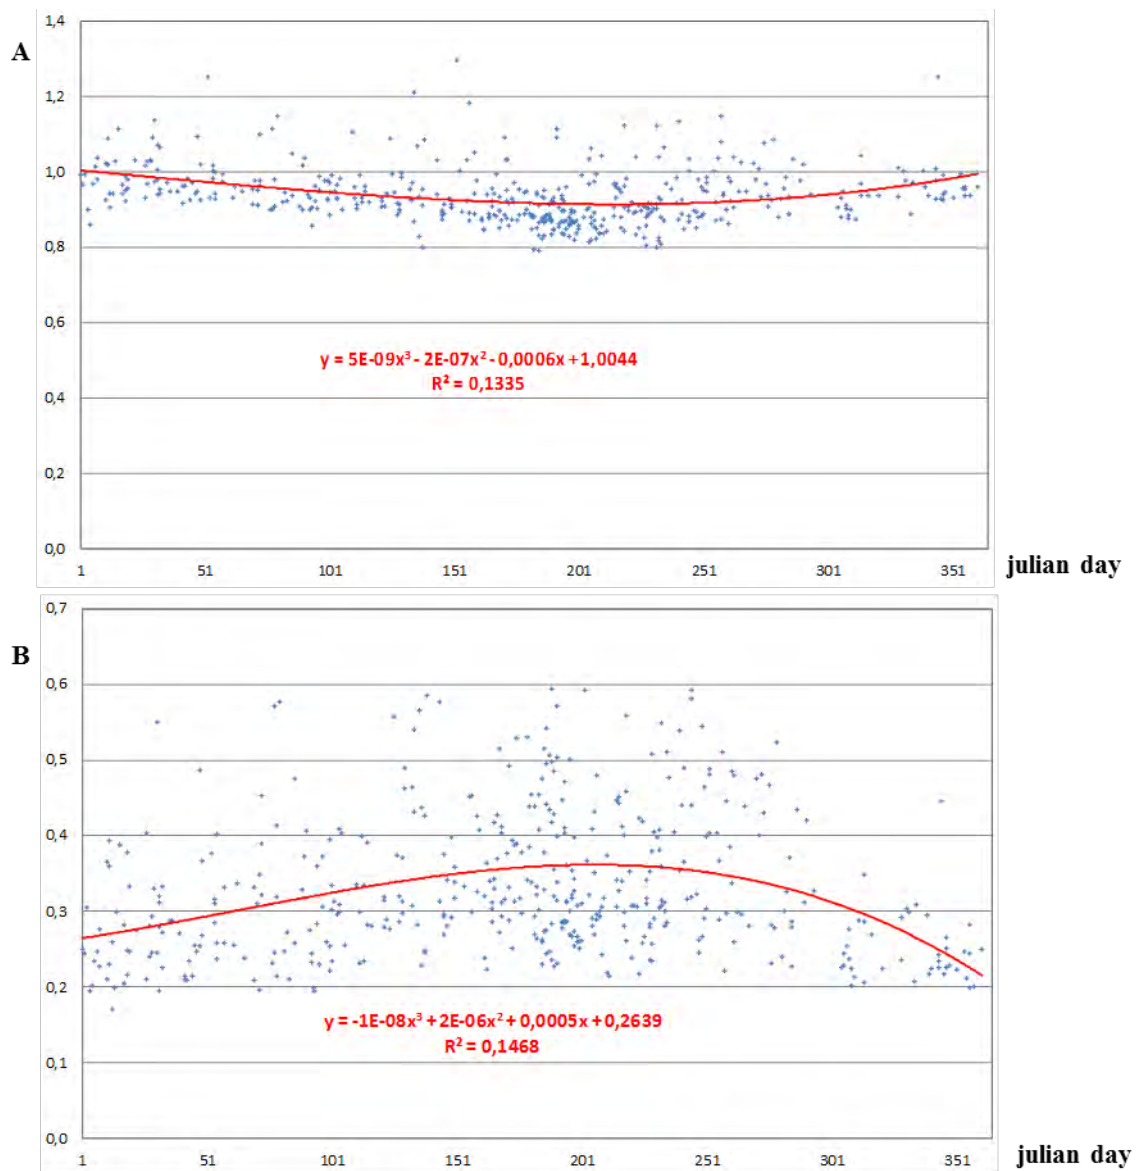 A
1,4
1,2
1,0
0,8
0,6
y = 5E-09x³ - 2E-07x² - 0,0006x + 1,0044
R² = 0,1335
0,4
0,2
0,0
1 51 101 151 201 251 301 351
julian day
B
0,7
0,6
0,5
0,4
0,3
0,2
y = -1E-08x³ + 2E-06x² + 0,0005x + 0,2639
R² = 0,1468
0,1
0,0
1 51 101 151 201 251 301 351
julian day